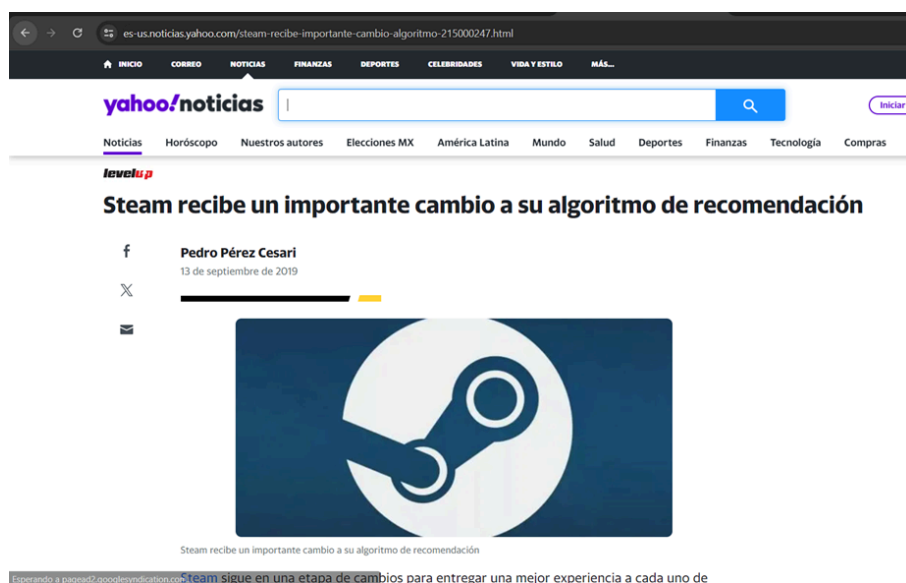 es-us.noticias.yahoo.com/steam-recibe-importante-cambio-algoritmo-215000247.html
INICIO CORREO NOTICIAS FINANZAS DEPORTES CELEBRIDADES VIDA Y ESTILO MÁS...
yahoo!noticias
Iniciar
Noticias Horóscopo Nuestros autores Elecciones MX América Latina Mundo Salud Deportes Finanzas Tecnología Compras
levelup
Steam recibe un importante cambio a su algoritmo de recomendación
Pedro Pérez Cesari
13 de septiembre de 2019
Steam recibe un importante cambio a su algoritmo de recomendación
Steam sigue en una etapa de cambios para entregar una mejor experiencia a cada uno de
Esperando a pagead2.googlesyndication.co